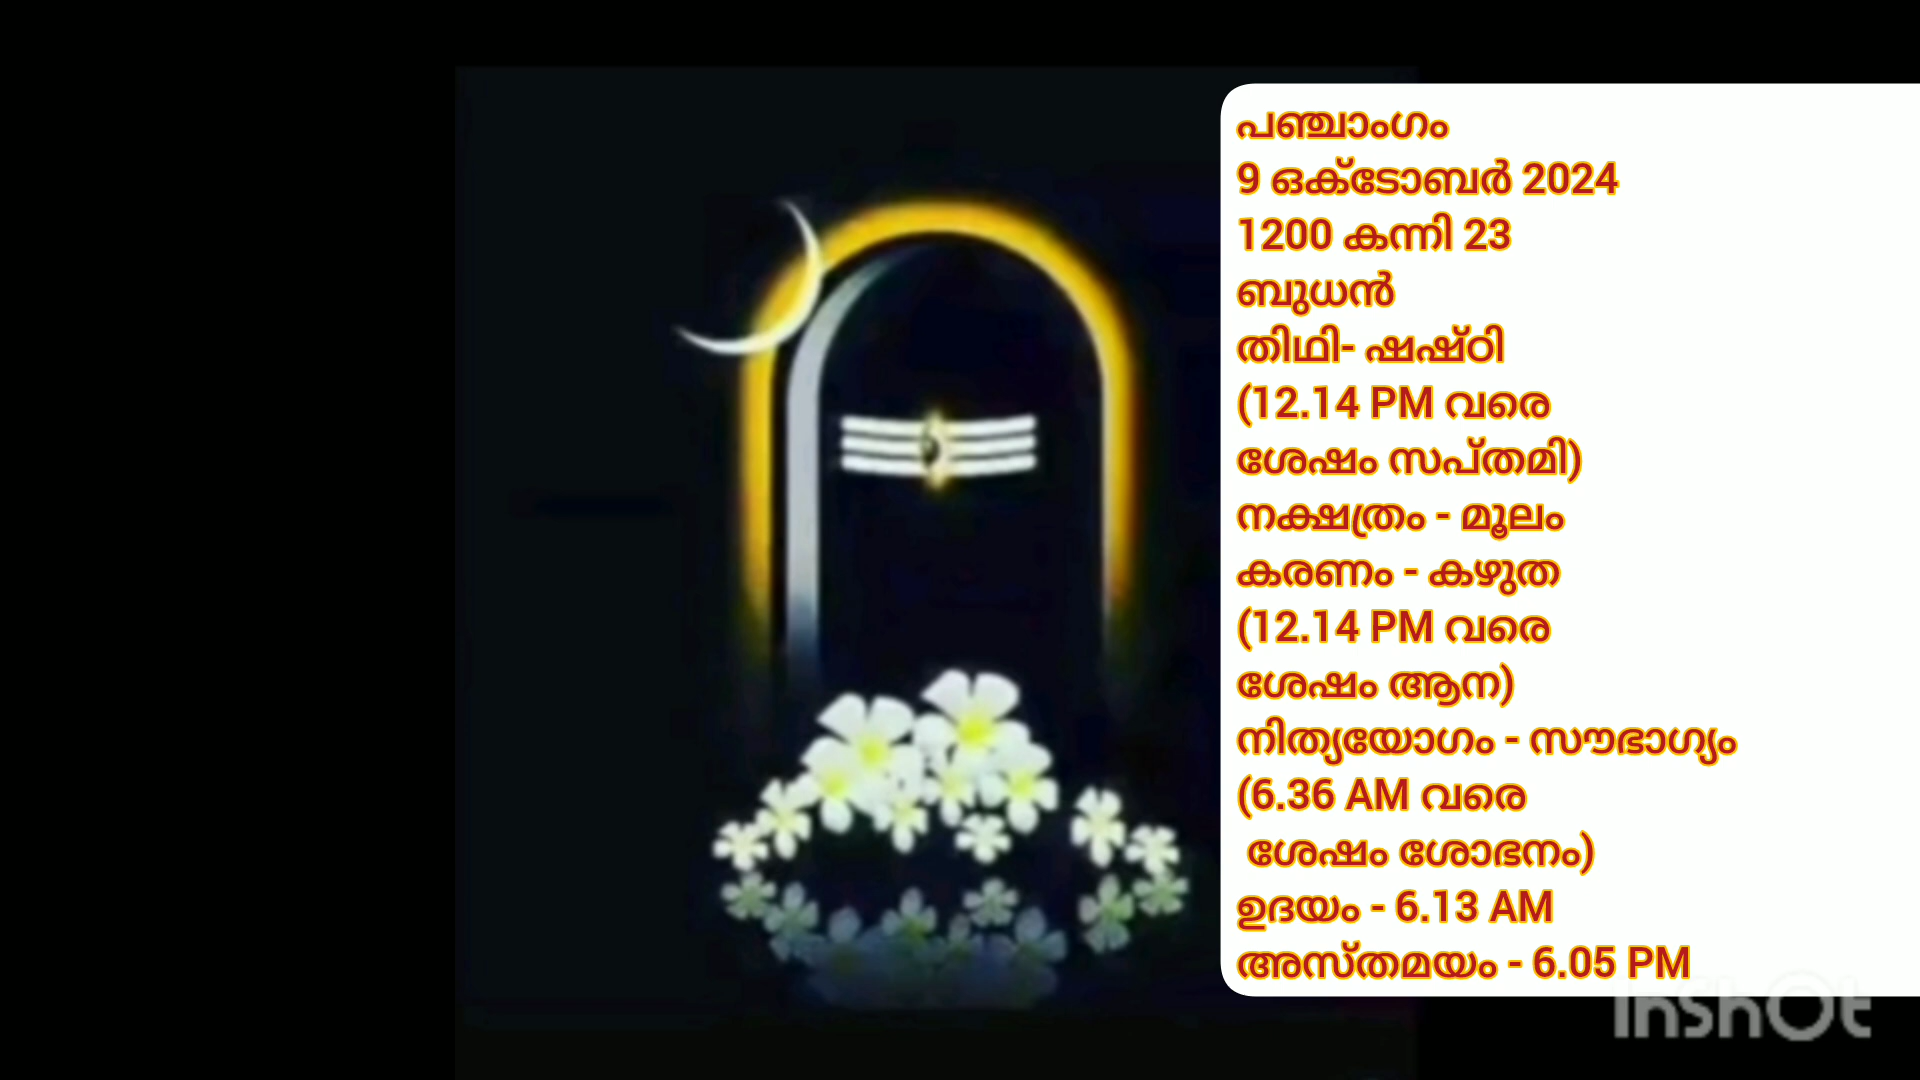 പഞ്ചാംഗം
9 ഒക്ടോബർ 2024
1200 കന്നി 23
ബുധൻ
തിഥി- ഷഷ്ഠി
(12.14 PM വരെ
ശേഷം സപ്തമി)
നക്ഷത്രം - മൂലം
കരണം - കഴുത
(12.14 PM വരെ
ശേഷം ആന)
നിത്യയോഗം - സൗഭാഗ്യം
(6.36 AM വരെ
ശേഷം ശോഭനം)
ഉദയം - 6.13 AM
അസ്തമയം - 6.05 PM
InShOt